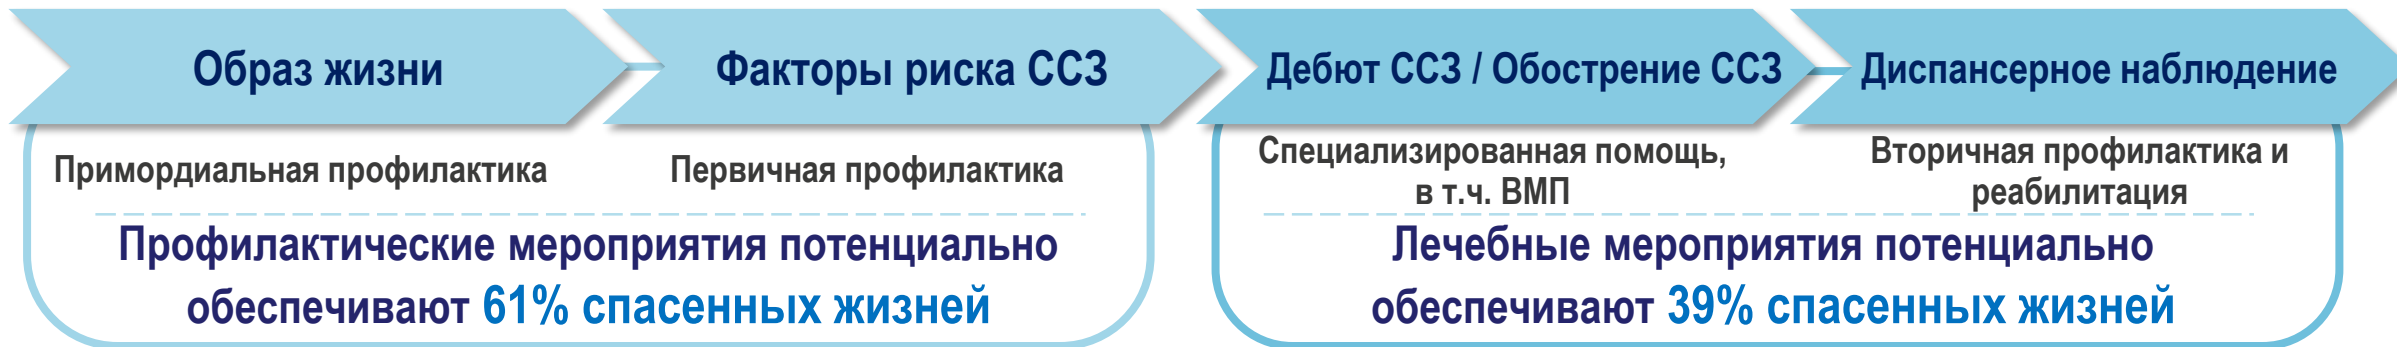 Образ жизни
Факторы риска ССЗ
Дебют ССЗ / Обострение ССЗ
Диспансерное наблюдение
Примордиальная профилактика
Первичная профилактика
Специализированная помощь,
в т.ч. ВМП
Вторичная профилактика и
реабилитация
Профилактические мероприятия потенциально
обеспечивают 61% спасенных жизней
Лечебные мероприятия потенциально
обеспечивают 39% спасенных жизней